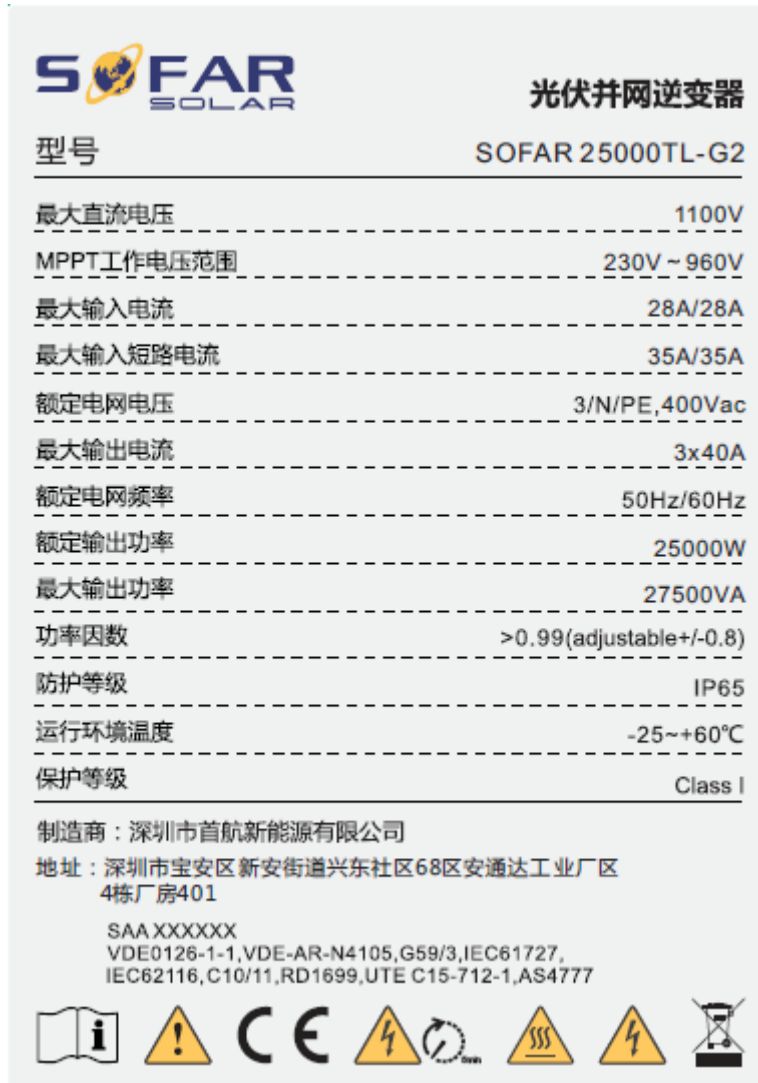 SOFAR
SOLAR
光伏并网逆变器
型号 SOFAR 25000TL-G2
最大直流电压 1100V
MPPT工作电压范围 230V~960V
最大输入电流 28A/28A
最大输入短路电流 35A/35A
额定电网电压 3/N/PE,400Vac
最大输出电流 3x40A
额定电网频率 50Hz/60Hz
额定输出功率 25000W
最大输出功率 27500VA
功率因数 >0.99(adjustable+/-0.8)
防护等级 IP65
运行环境温度 -25~+60℃
保护等级 Class I
制造商：深圳市首航新能源有限公司
地址：深圳市宝安区新安街道兴东社区68区安通达工业厂区
4栋厂房401
SAA XXXXXX
VDE0126-1-1,VDE-AR-N4105,G59/3,IEC61727,
IEC62116,C10/11,RD1699,UTE C15-712-1,AS4777
i ! CE